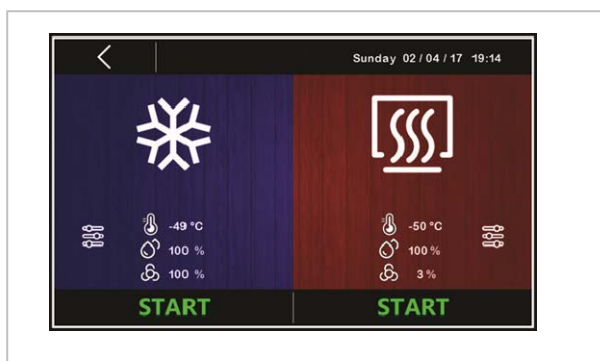 Sunday 02 / 04 / 17 19:14
-49 °C -50 °C
100 % 100 %
100 % 3 %
START START